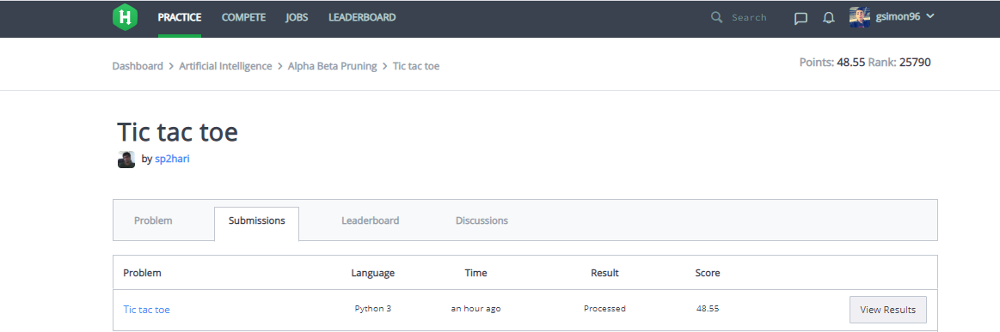 H PRACTICE COMPETE JOBS LEADERBOARD Search gsimon96
Dashboard > Artificial Intelligence > Alpha Beta Pruning > Tic tac toe Points: 48.55 Rank: 25790
Tic tac toe
by sp2hari
Problem Submissions Leaderboard Discussions
Problem Language Time Result Score
Tic tac toe Python 3 an hour ago Processed 48.55 View Results